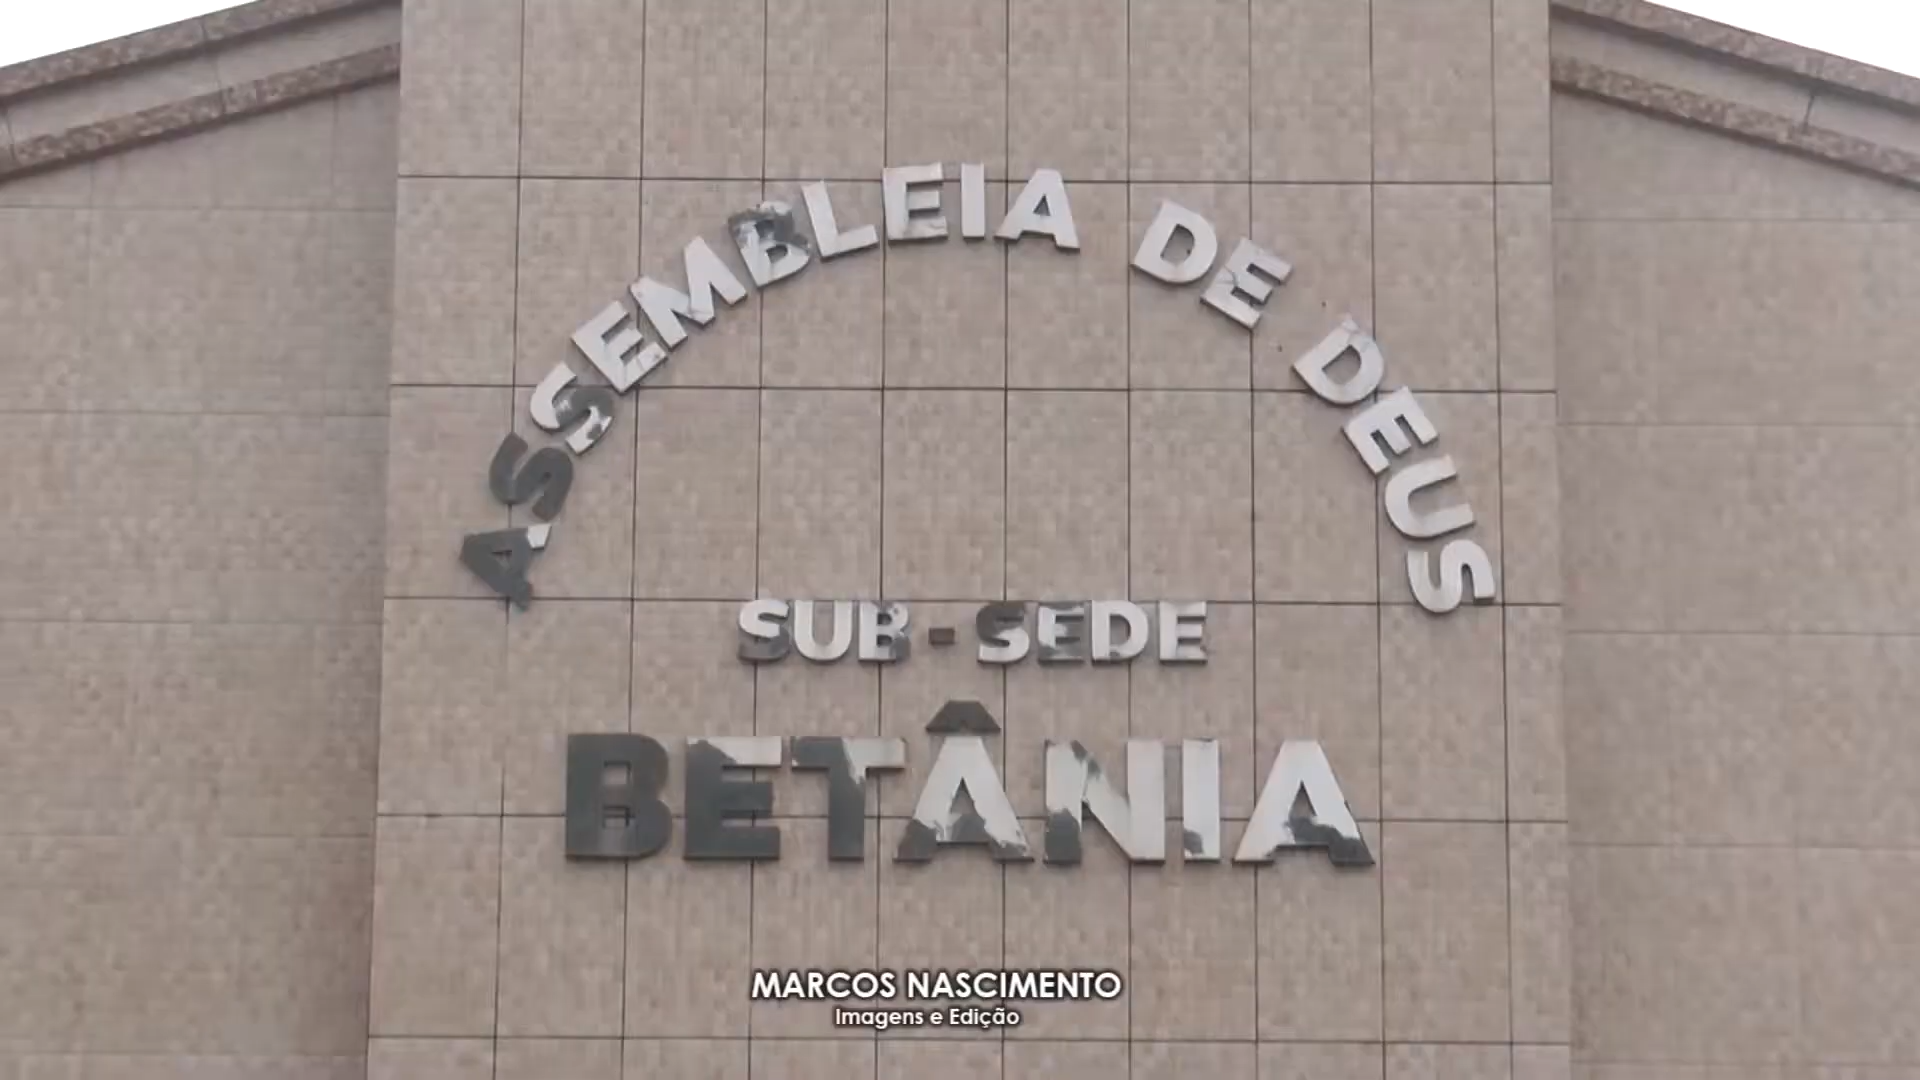 ASSEMBLEIA DE DEUS
SUB-SEDE
BETÂNIA
MARCOS NASCIMENTO
Imagens e Edição